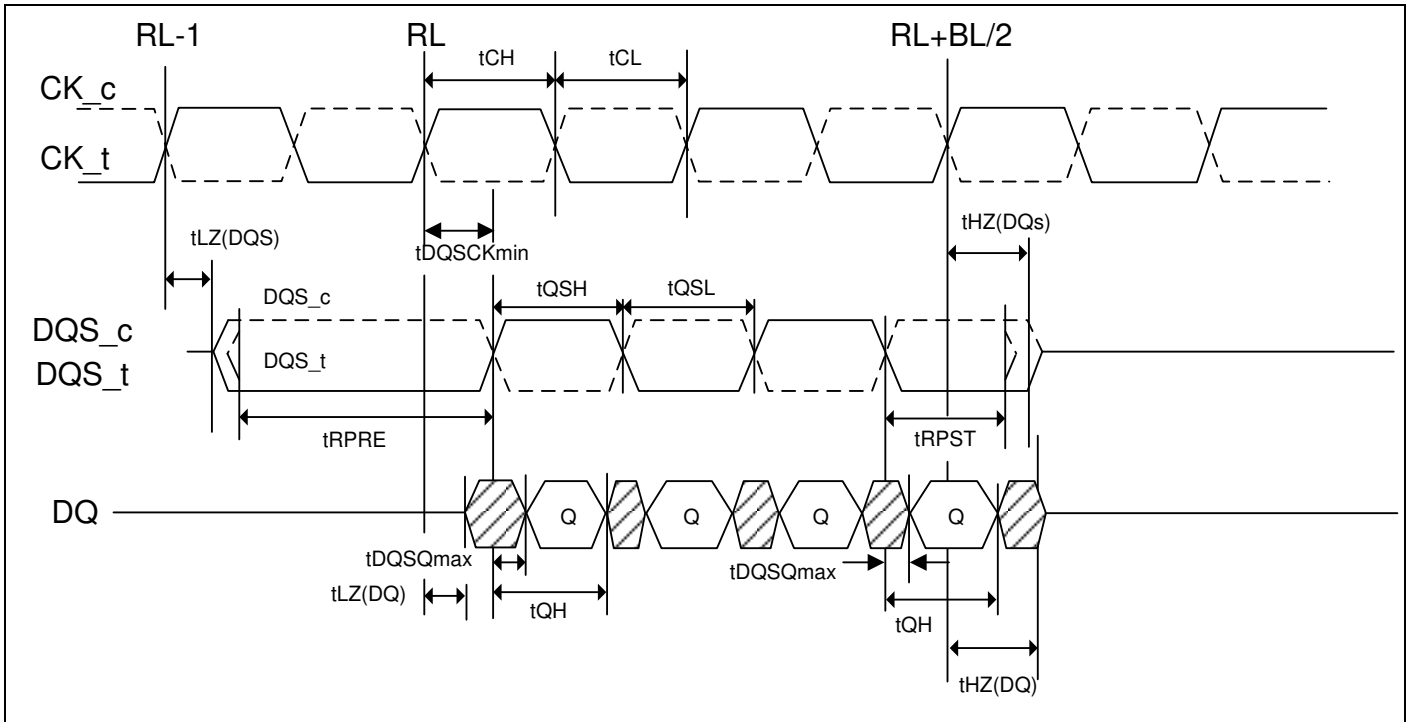 RL-1
RL
RL+BL/2
tCH
tCL
CK_c
CK_t
tLZ(DQS)
tDQSCKmin
tHZ(DQs)
DQS_c
tQSH
tQSL
DQS_c
DQS_t
DQS_t
tRPRE
tRPST
DQ
Q
Q
Q
Q
tDQSQmax
tDQSQmax
tLZ(DQ)
tQH
tQH
tHZ(DQ)